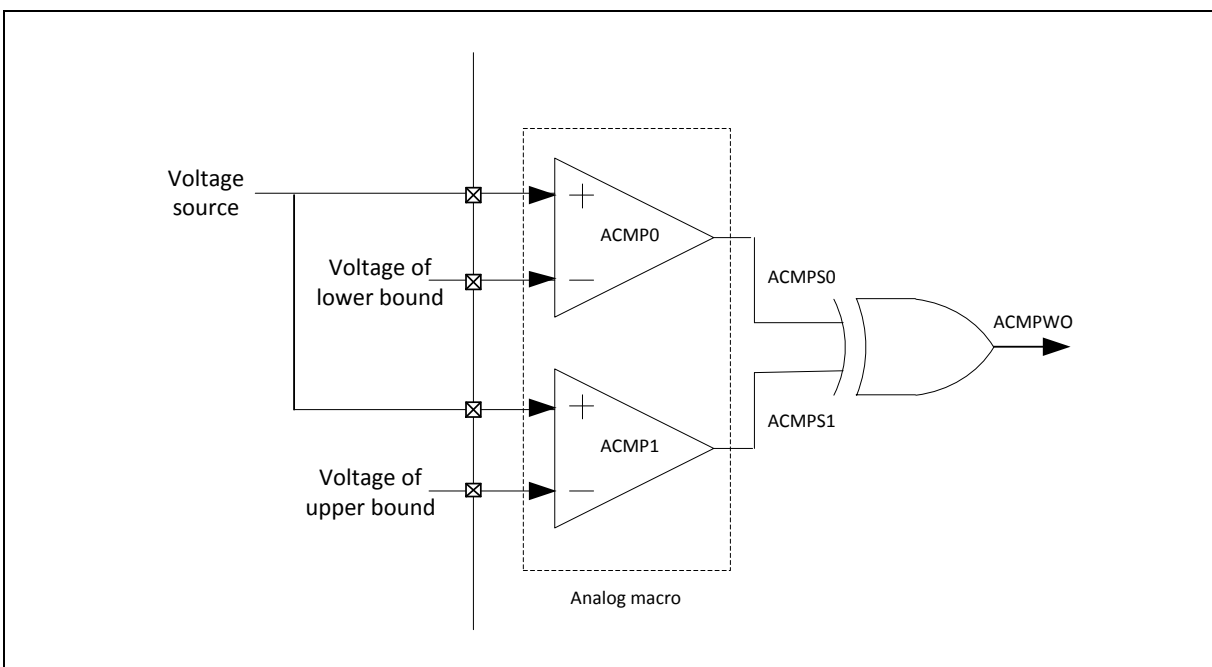 Voltage
source
+
ACMP0
−
Voltage of
lower bound
ACMPS0
ACMPWO
+
ACMP1
−
ACMPS1
Voltage of
upper bound
Analog macro